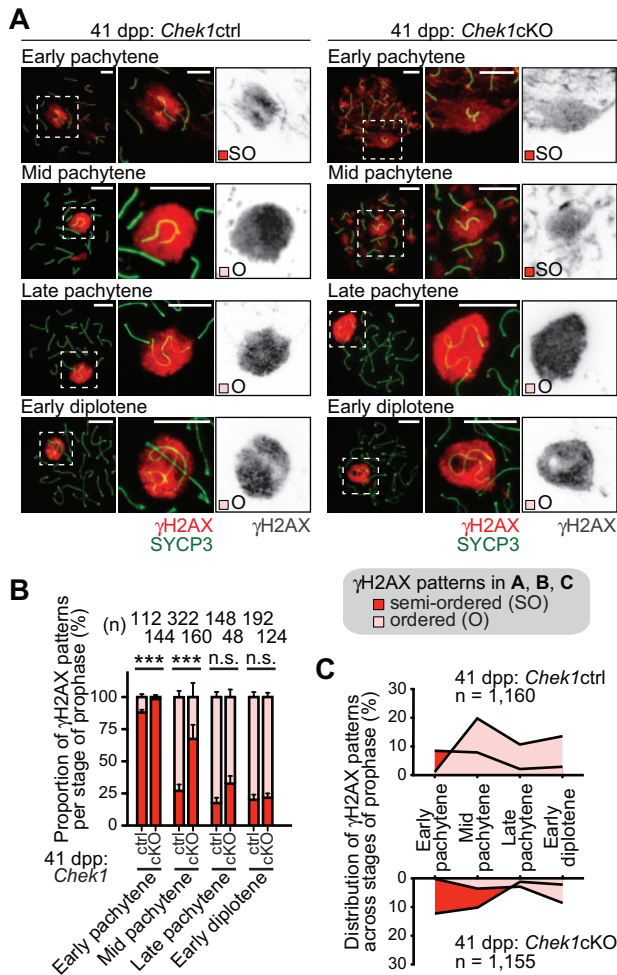 A
41 dpp: Chek1ctrl
41 dpp: Chek1cKO
Early pachytene
Early pachytene
SO
SO
Mid pachytene
Mid pachytene
O
SO
Late pachytene
Late pachytene
O
O
Early diplotene
Early diplotene
O
O
γH2AX
SYCP3
γH2AX
γH2AX
SYCP3
γH2AX
γH2AX patterns in A, B, C
semi-ordered (SO)
ordered (O)
B
(n)
112 322 148 192
144 160 48 124
*** *** n.s. n.s.
Proportion of γH2AX patterns
per stage of prophase (%)
100
75
50
25
0
ctrl cKO ctrl cKO ctrl cKO ctrl cKO
41 dpp:
Chek1
Early pachytene
Mid pachytene
Late pachytene
Early diplotene
C
41 dpp: Chek1ctrl
n = 1,160
Distribution of γH2AX patterns
across stages of prophase (%)
30
20
10
0
Early
pachytene
Mid
pachytene
Late
pachytene
Early
diplotene
0
10
20
30
41 dpp: Chek1cKO
n = 1,155